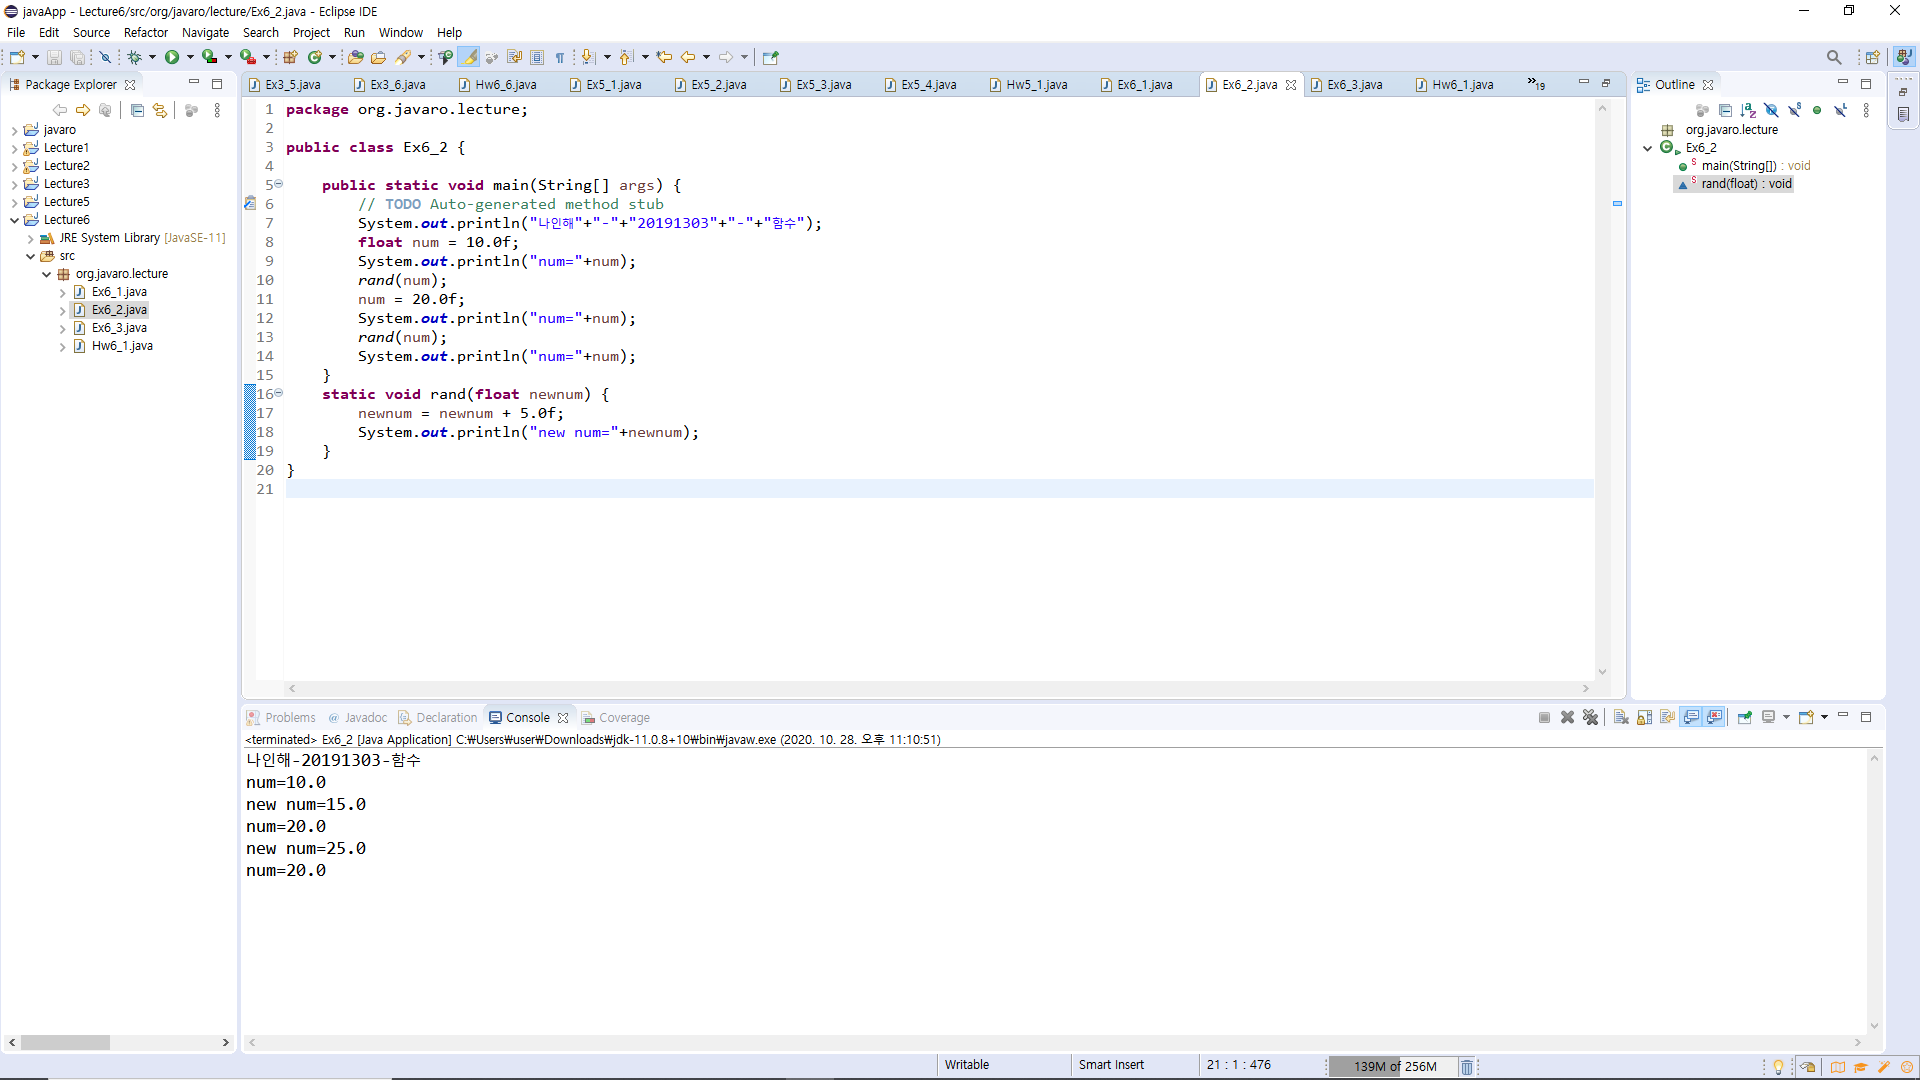 javaApp - Lecture6/src/org/javaro/lecture/Ex6_2.java - Eclipse IDE
File Edit Source Refactor Navigate Search Project Run Window Help
Package Explorer
javaro
Lecture1
Lecture2
Lecture3
Lecture5
Lecture6
JRE System Library [JavaSE-11]
src
org.javaro.lecture
Ex6_1.java
Ex6_2.java
Ex6_3.java
Hw6_1.java
Ex3_5.java Ex3_6.java Hw6_6.java Ex5_1.java Ex5_2.java Ex5_3.java Ex5_4.java Hw5_1.java Ex6_1.java Ex6_2.java Ex6_3.java Hw6_1.java »19
1 package org.javaro.lecture;
2
3 public class Ex6_2 {
4
5 public static void main(String[] args) {
6 // TODO Auto-generated method stub
7 System.out.println("나인해"+"-"+"20191303"+"-"+"함수");
8 float num = 10.0f;
9 System.out.println("num="+num);
10 rand(num);
11 num = 20.0f;
12 System.out.println("num="+num);
13 rand(num);
14 System.out.println("num="+num);
15 }
16 static void rand(float newnum) {
17 newnum = newnum + 5.0f;
18 System.out.println("new num="+newnum);
19 }
20 }
21
Outline
org.javaro.lecture
Ex6_2
main(String[]) : void
rand(float) : void
Problems Javadoc Declaration Console Coverage
<terminated> Ex6_2 [Java Application] C:₩Users₩user₩Downloads₩jdk-11.0.8+10₩bin₩javaw.exe (2020. 10. 28. 오후 11:10:51)
나인해-20191303-함수
num=10.0
new num=15.0
num=20.0
new num=25.0
num=20.0
Writable Smart Insert 21 : 1 : 476 139M of 256M